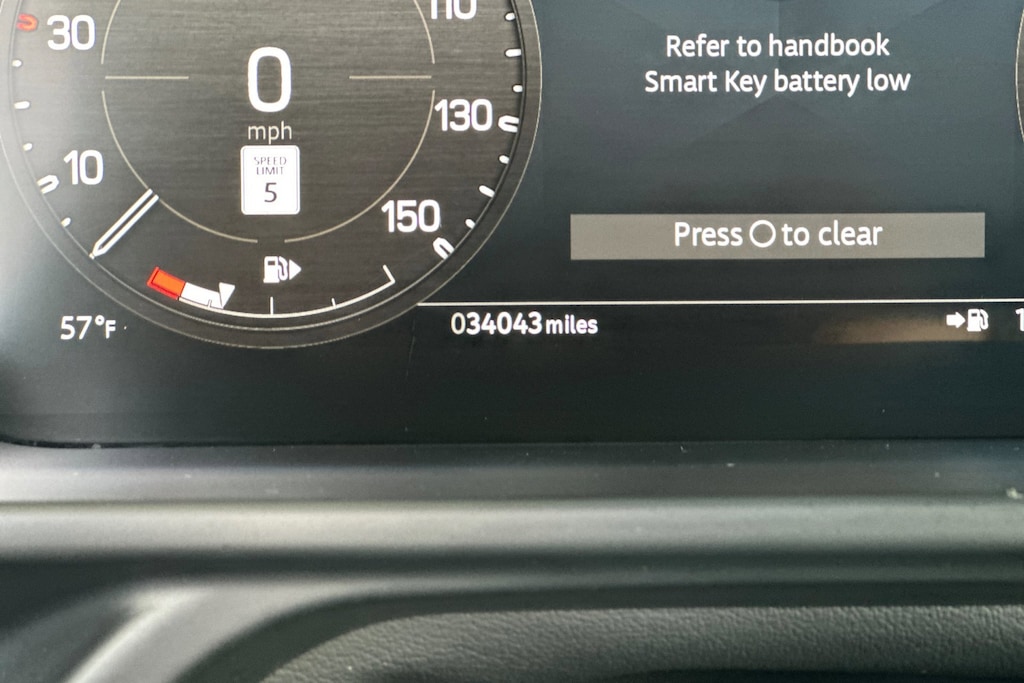 110
30
0
mph
130
SPEED
LIMIT
5
10
150
57°F
Refer to handbook
Smart Key battery low
Press O to clear
034043 miles